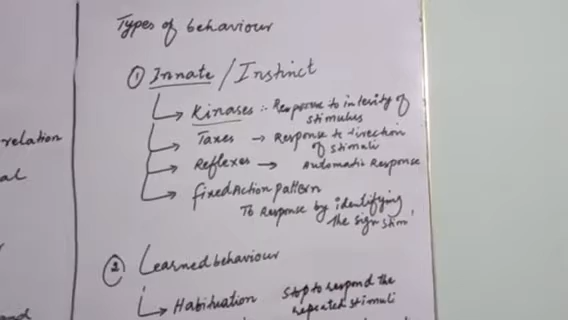 Types of behaviour
① Innate / Instinct
Kinases :- Response to intersity of
stimulus
Taxes → Response to direction
of stimuli
Reflexes → Automatic Response
fixed Action pattern
To Response by identifying
the sign stim'
② Learned behaviour
Habituation stop to respond the
repeated stimuli
relation
al
and